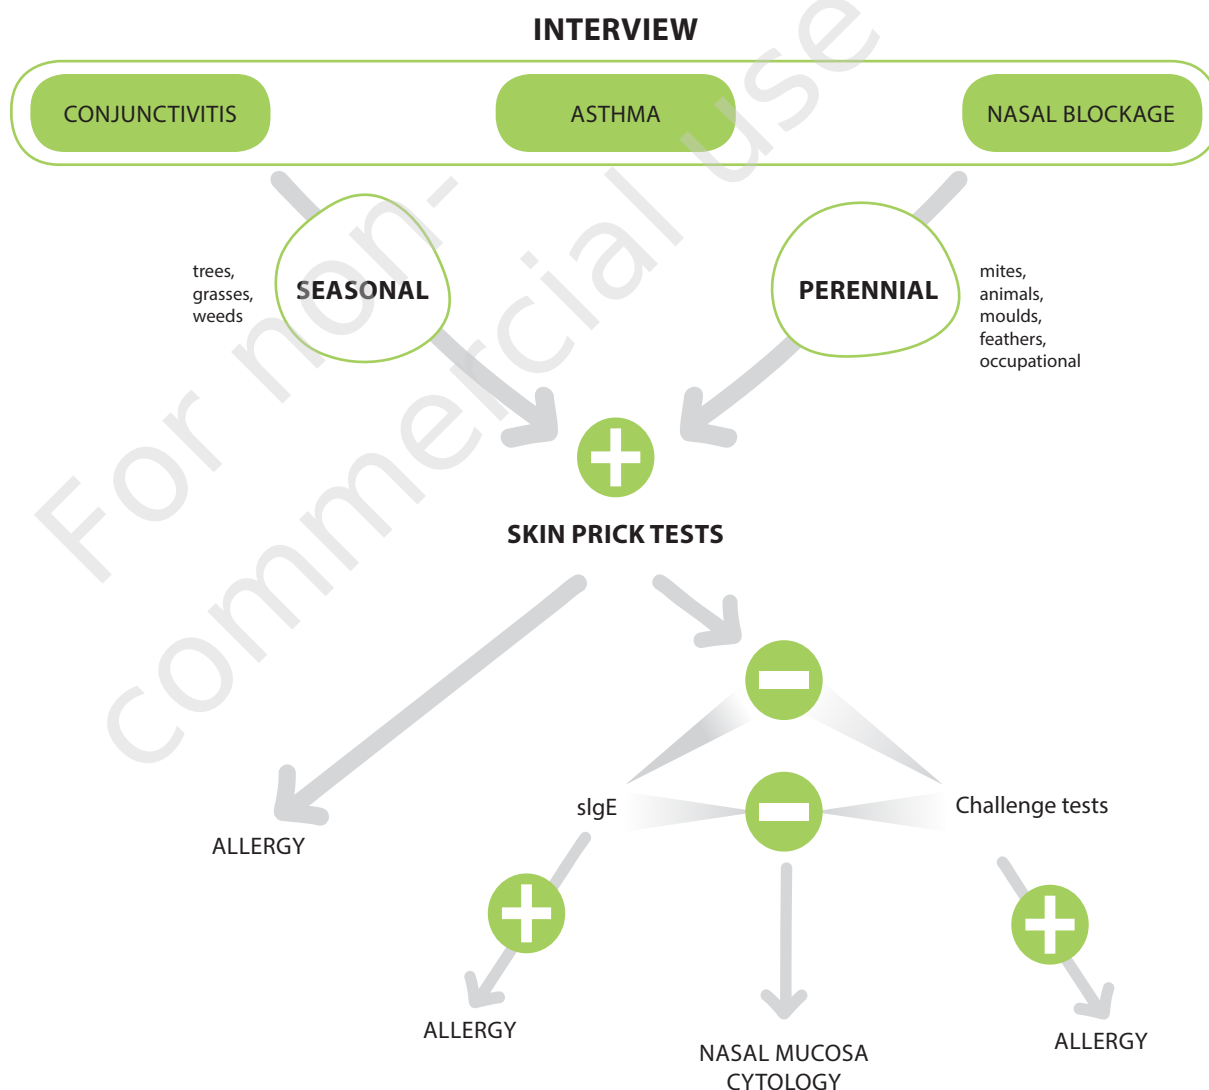 INTERVIEW
CONJUNCTIVITIS
ASTHMA
NASAL BLOCKAGE
trees,
grasses,
weeds
SEASONAL
PERENNIAL
mites,
animals,
moulds,
feathers,
occupational
SKIN PRICK TESTS
sIgE
Challenge tests
ALLERGY
ALLERGY
NASAL MUCOSA
CYTOLOGY
ALLERGY
For non-
commercial use